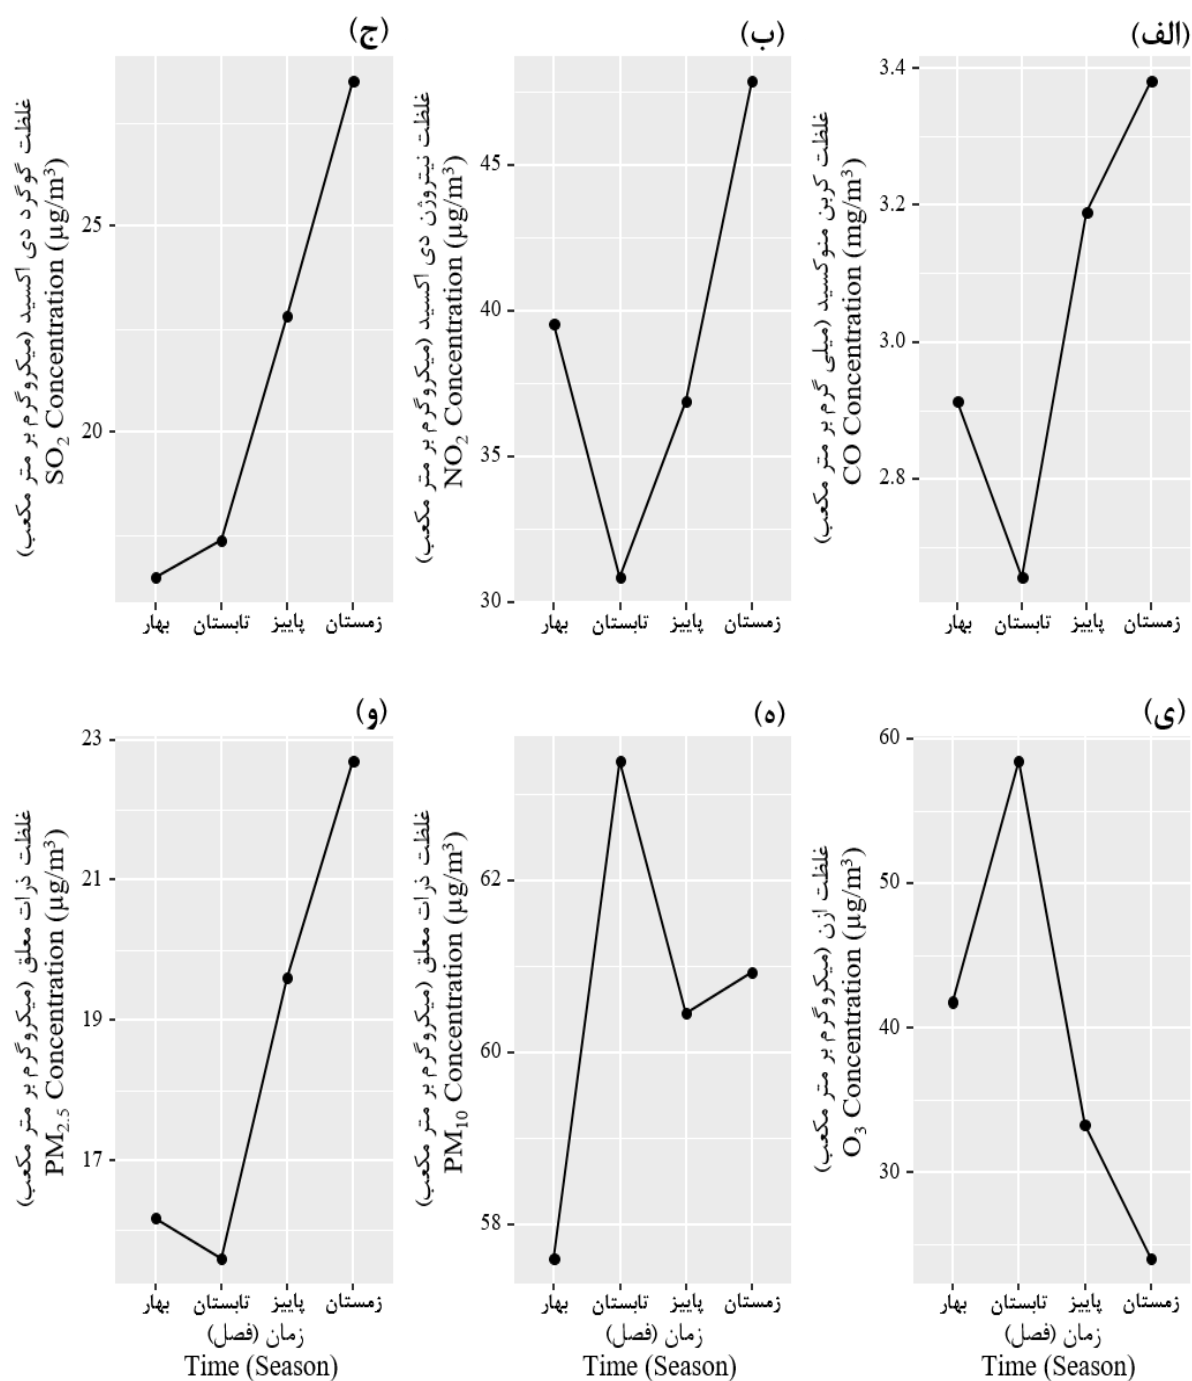 (الف)
غلظت کربن منوکسید (میلی گرم بر متر مکعب)
CO Concentration (mg/m³)
3.4
3.2
3.0
2.8
بهار
تابستان
پاییز
زمستان
(ب)
غلظت نیتروژن دی اکسید (میکروگرم بر متر مکعب)
NO₂ Concentration (µg/m³)
45
40
35
30
بهار
تابستان
پاییز
زمستان
(ج)
غلظت گوگرد دی اکسید (میکروگرم بر متر مکعب)
SO₂ Concentration (µg/m³)
25
20
بهار
تابستان
پاییز
زمستان
(ی)
غلظت ازن (میکروگرم بر متر مکعب)
O₃ Concentration (µg/m³)
60
50
40
30
بهار
تابستان
پاییز
زمستان
زمان (فصل)
Time (Season)
(ه)
غلظت ذرات معلق (میکروگرم بر متر مکعب)
PM₁₀ Concentration (µg/m³)
62
60
58
بهار
تابستان
پاییز
زمستان
زمان (فصل)
Time (Season)
(و)
غلظت ذرات معلق (میکروگرم بر متر مکعب)
PM₂.₅ Concentration (µg/m³)
23
21
19
17
بهار
تابستان
پاییز
زمستان
زمان (فصل)
Time (Season)